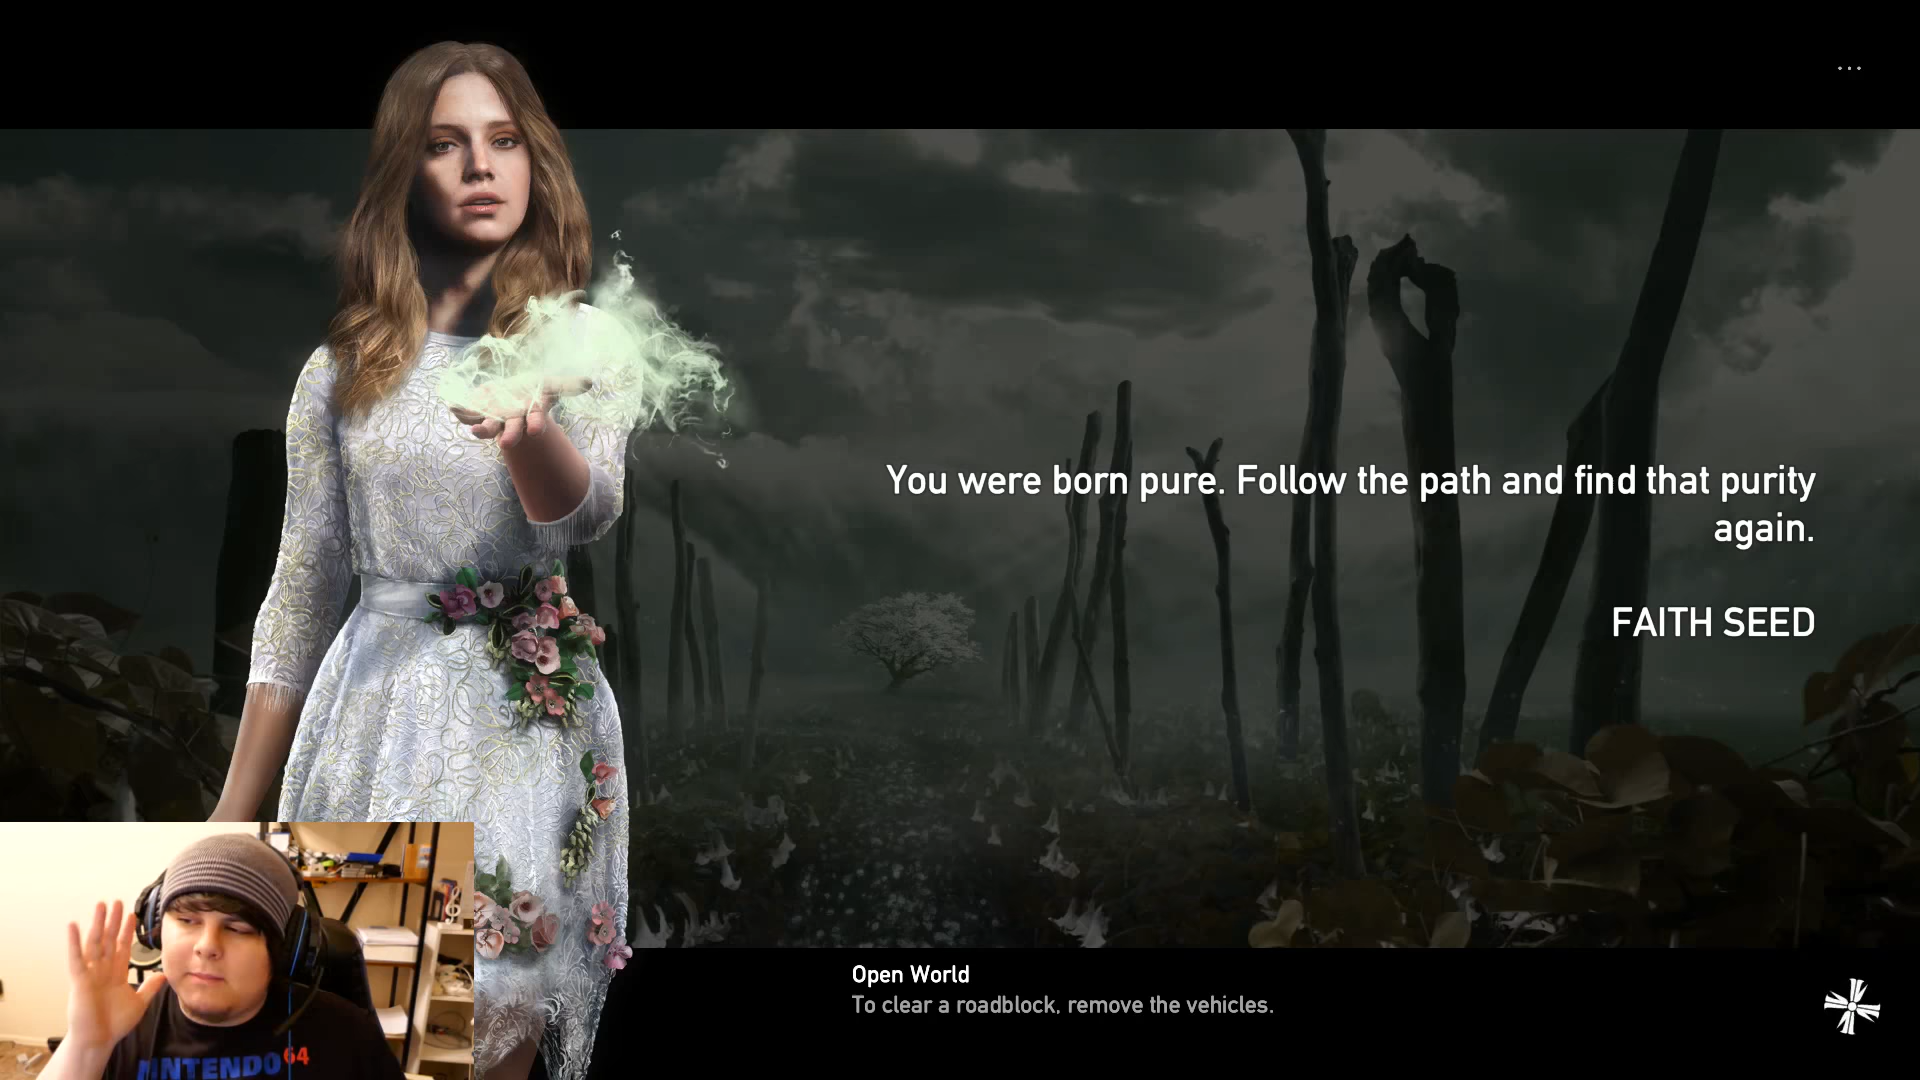 ...
You were born pure. Follow the path and find that purity
again.
FAITH SEED
Open World
To clear a roadblock, remove the vehicles.
NINTENDO 64